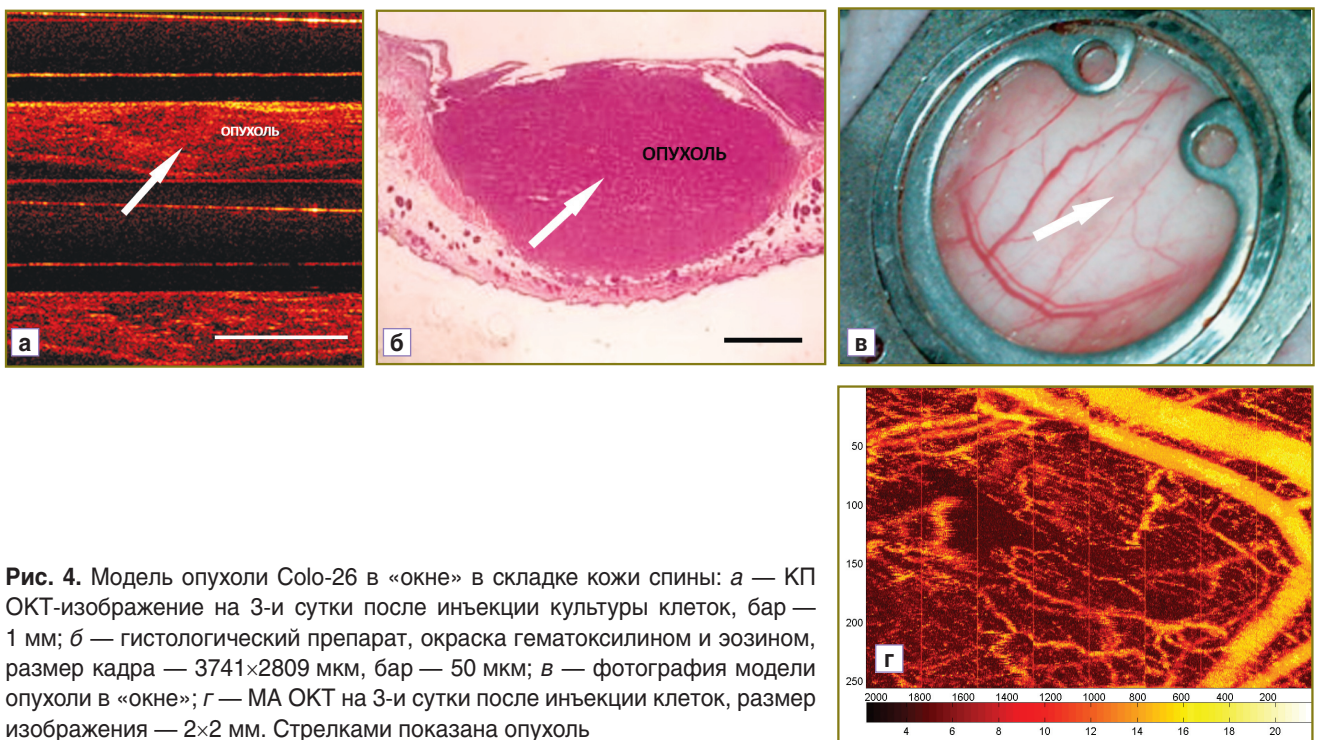 ОПУХОЛЬ
а
ОПУХОЛЬ
б
в
50
100
150
200
250
г
2000 1800 1600 1400 1200 1000 800 600 400 200
4 6 8 10 12 14 16 18 20
Рис. 4. Модель опухоли Colo-26 в «окне» в складке кожи спины: а — КП
ОКТ-изображение на 3-и сутки после инъекции культуры клеток, бар —
1 мм; б — гистологический препарат, окраска гематоксилином и эозином,
размер кадра — 3741×2809 мкм, бар — 50 мкм; в — фотография модели
опухоли в «окне»; г — МА ОКТ на 3-и сутки после инъекции клеток, размер
изображения — 2×2 мм. Стрелками показана опухоль